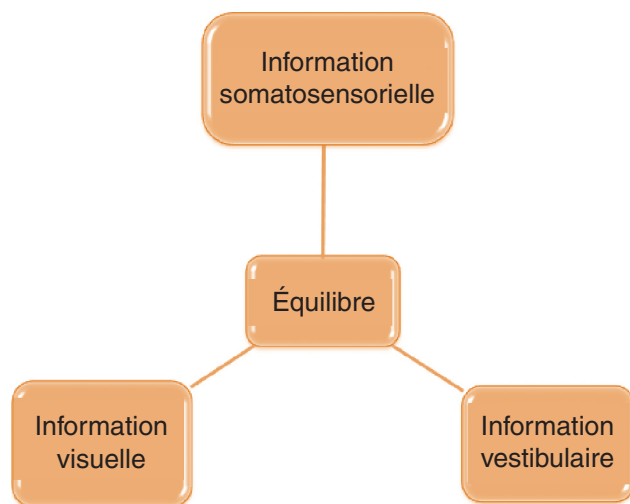 Information
somatosensorielle
Équilibre
Information
visuelle
Information
vestibulaire